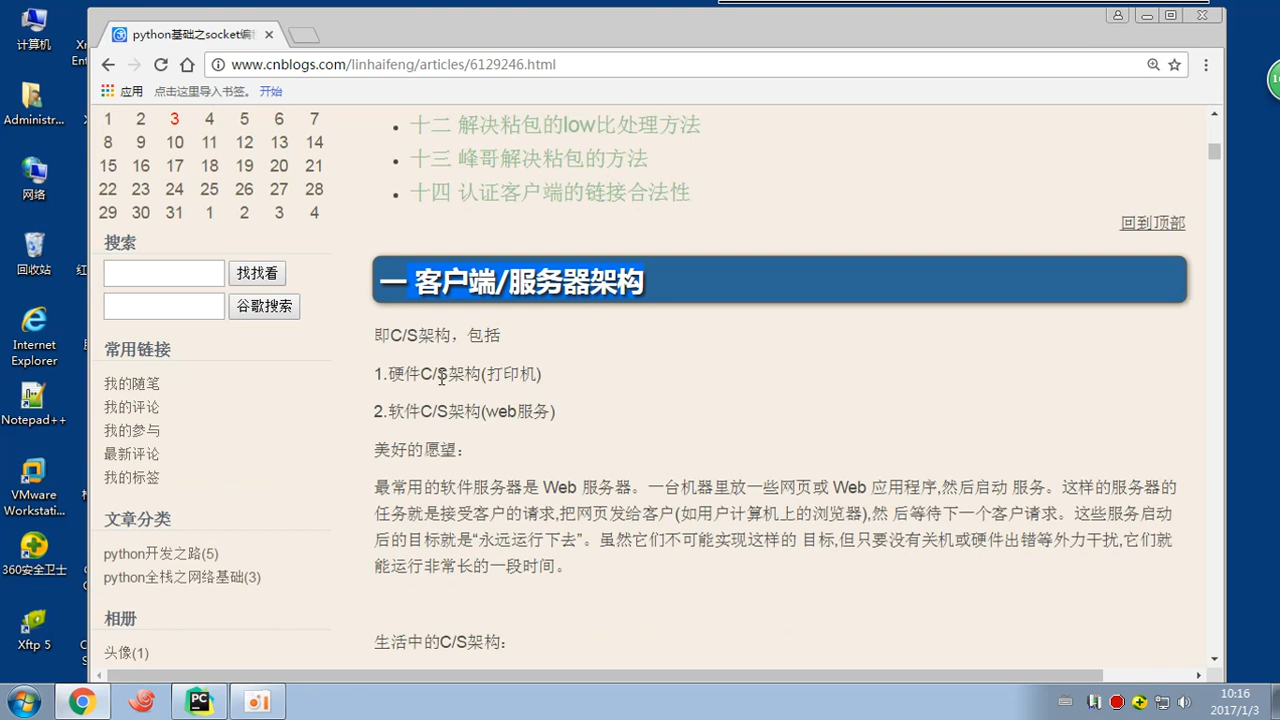 计算机
Administr...
网络
回收站
Internet
Explorer
Notepad++
VMware
Workstati...
360安全卫士
Xftp 5
python基础之socket编
www.cnblogs.com/linhaifeng/articles/6129246.html
应用 点击这里导入书签。 开始
1 2 3 4 5 6 7
8 9 10 11 12 13 14
15 16 17 18 19 20 21
22 23 24 25 26 27 28
29 30 31 1 2 3 4
搜索
找找看
谷歌搜索
常用链接
我的随笔
我的评论
我的参与
最新评论
我的标签
文章分类
python开发之路(5)
python全栈之网络基础(3)
相册
头像(1)
十二 解决粘包的low比处理方法
十三 峰哥解决粘包的方法
十四 认证客户端的链接合法性
回到顶部
一 客户端/服务器架构
即C/S架构，包括
1.硬件C/S架构(打印机)
2.软件C/S架构(web服务)
美好的愿望：
最常用的软件服务器是 Web 服务器。一台机器里放一些网页或 Web 应用程序,然后启动 服务。这样的服务器的
任务就是接受客户的请求,把网页发给客户(如用户计算机上的浏览器),然 后等待下一个客户请求。这些服务启动
后的目标就是“永远运行下去”。虽然它们不可能实现这样的 目标,但只要没有关机或硬件出错等外力干扰,它们就
能运行非常长的一段时间。
生活中的C/S架构：
10:16
2017/1/3